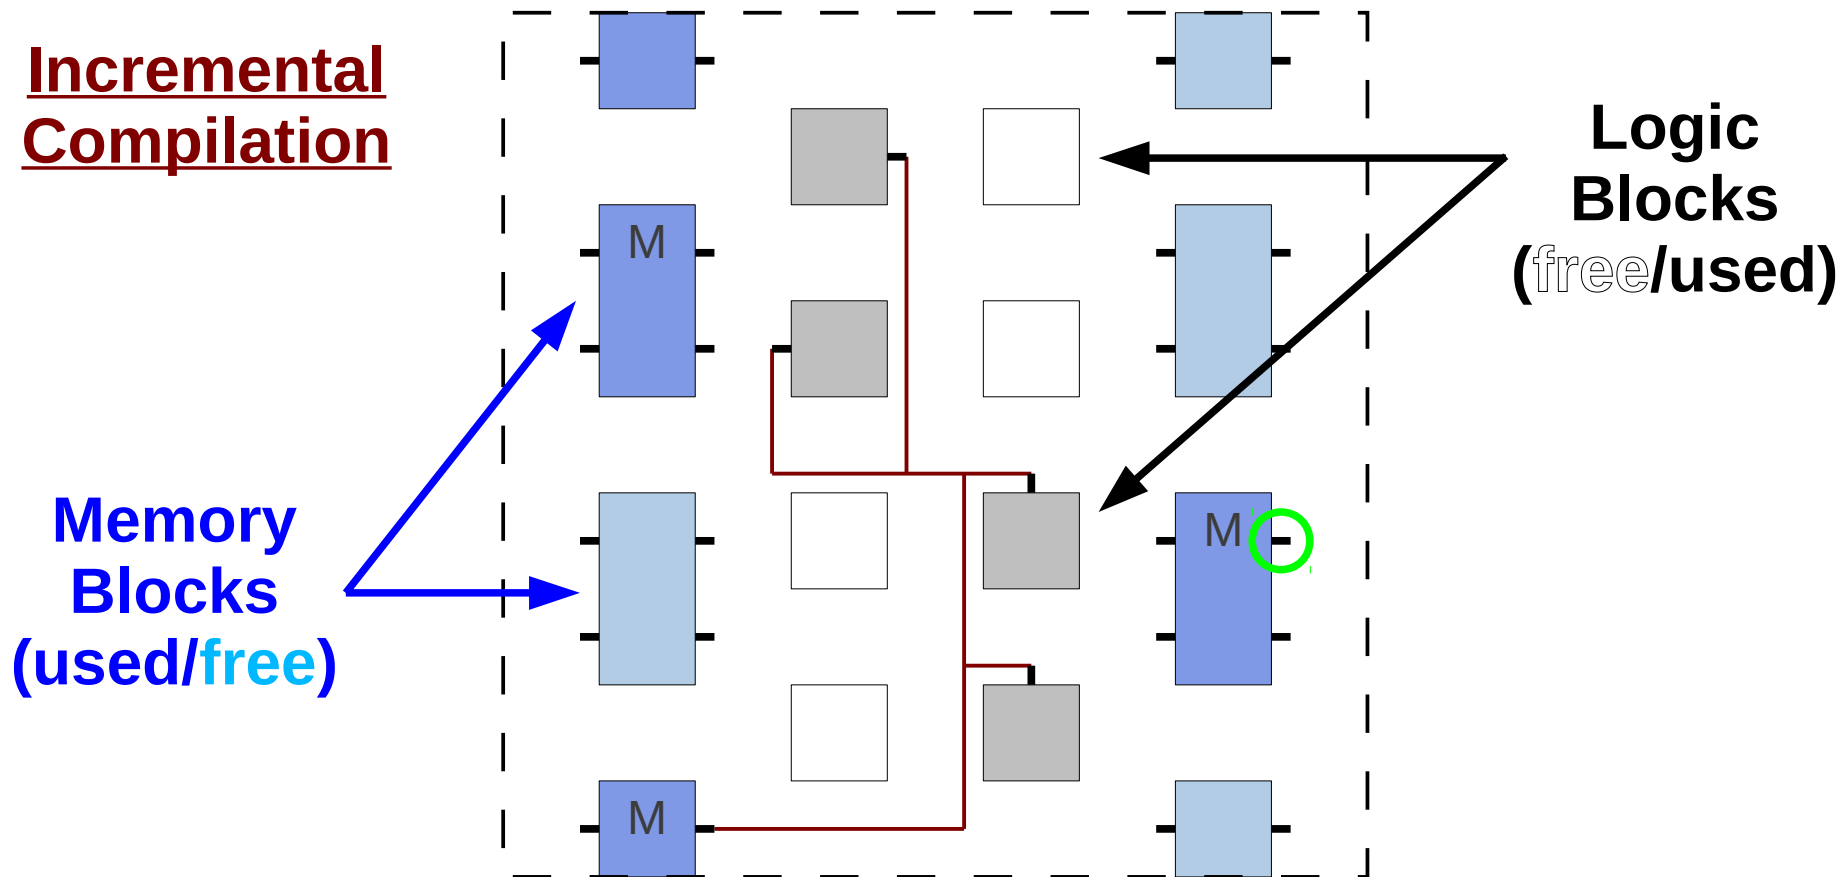 Incremental
Compilation
Logic
Blocks
(free/used)
M
Memory
Blocks
(used/free)
M
M